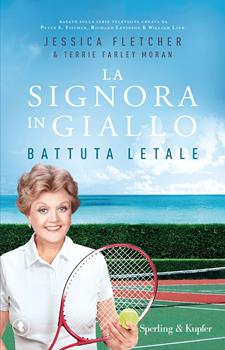 BASATO SULLA SERIE TELEVISIVA CREATA DA
PETER S. FISCHER, RICHARD LEVINSON & WILLIAM LINK
JESSICA FLETCHER
& TERRIE FARLEY MORAN
LA
SIGNORA
IN GIALLO
BATTUTA LETALE
Sperling & Kupfer